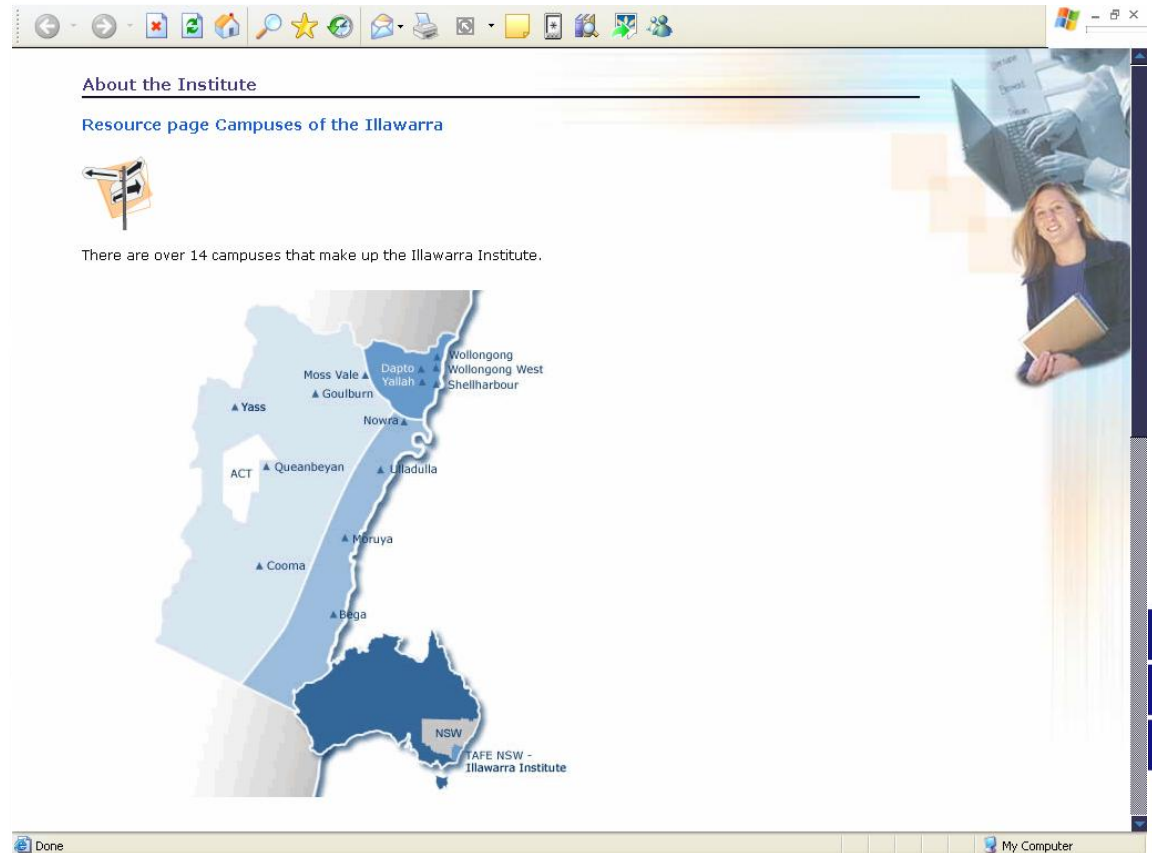 About the Institute
Resource page Campuses of the Illawarra
There are over 14 campuses that make up the Illawarra Institute.
Wollongong
Dapto
Wollongong West
Moss Vale
Yallah
Shellharbour
Goulburn
Yass
Nowra
ACT
Queanbeyan
Ulladulla
Moruya
Cooma
Bega
NSW
TAFE NSW -
Illawarra Institute
Done
My Computer